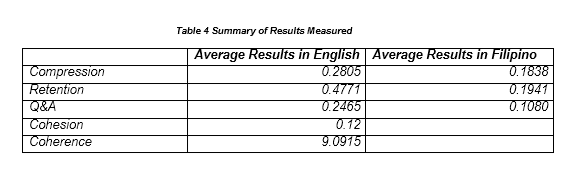 Table 4 Summary of Results Measured
Average Results in English Average Results in Filipino
Compression 0.2805 0.1838
Retention 0.4771 0.1941
Q&A 0.2465 0.1080
Cohesion 0.12
Coherence 9.0915